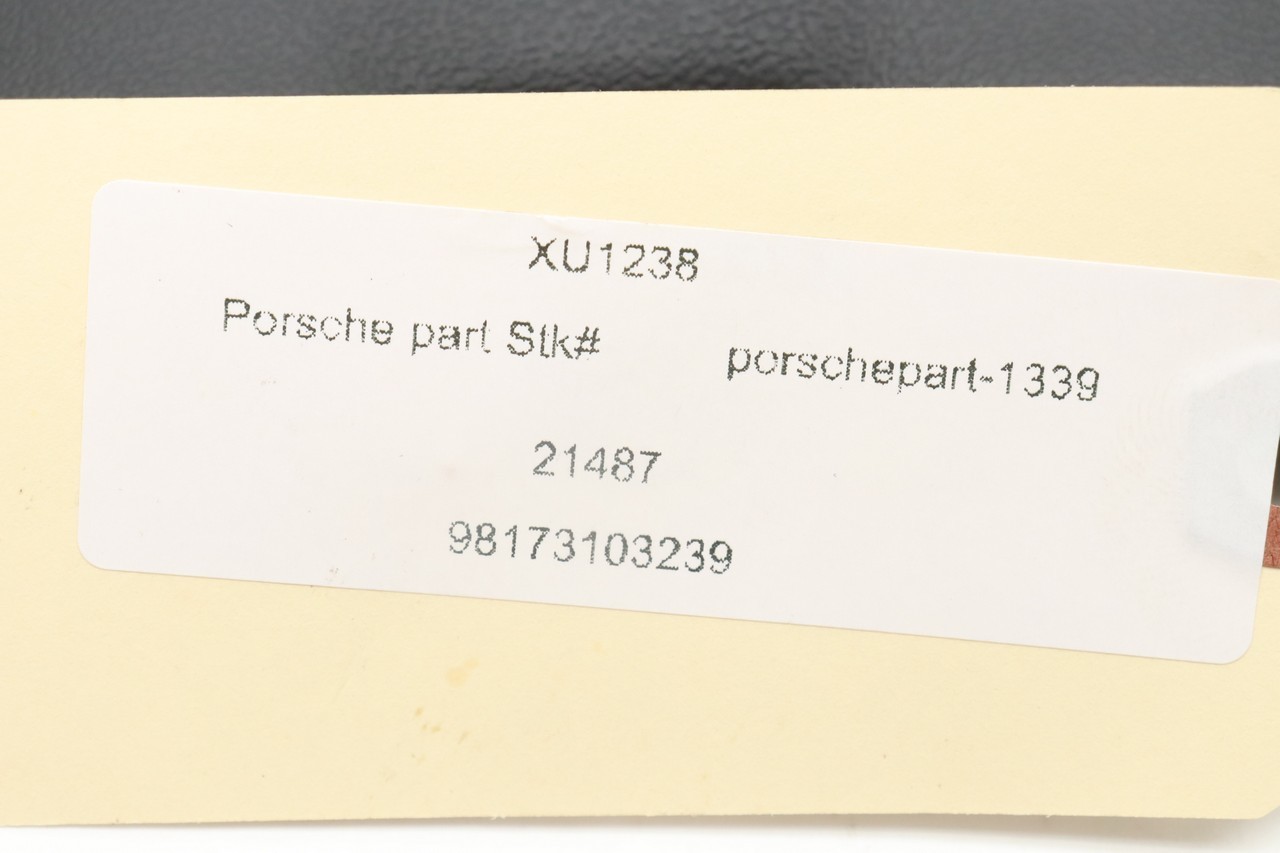 XU1238
Porsche part Stk# porschepart-1339
21487
98173103239